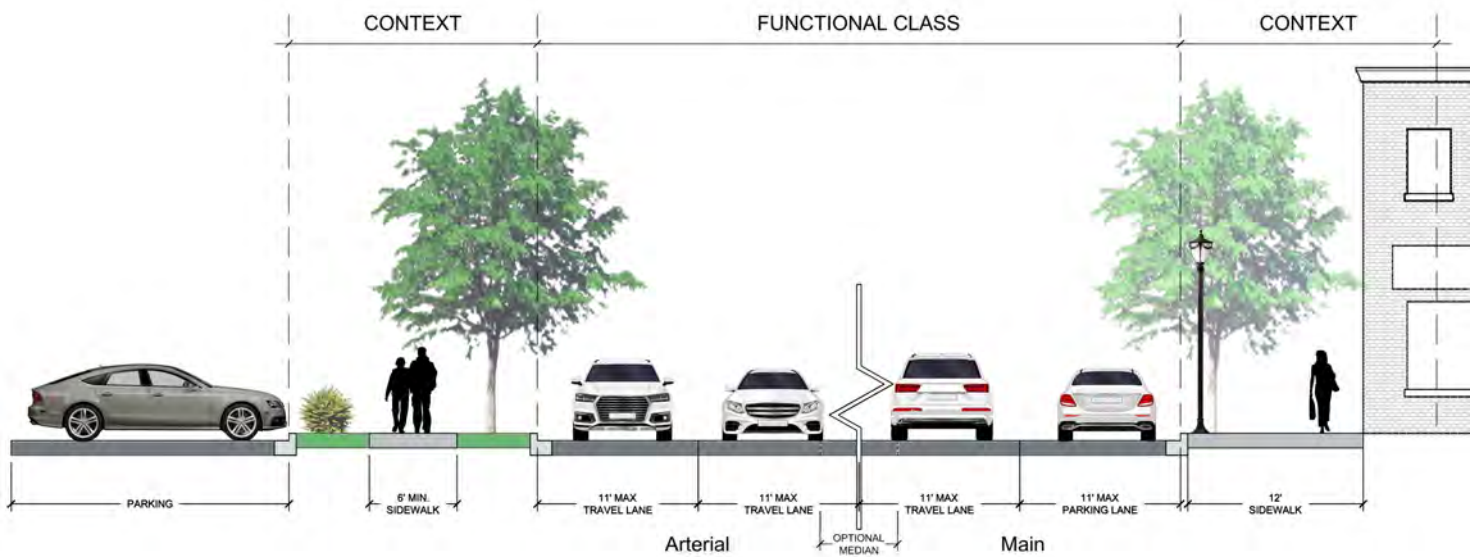 CONTEXT
FUNCTIONAL CLASS
CONTEXT
PARKING
6' MIN.
SIDEWALK
11' MAX
TRAVEL LANE
11' MAX
TRAVEL LANE
11' MAX
TRAVEL LANE
11' MAX
PARKING LANE
12'
SIDEWALK
Arterial
OPTIONAL
MEDIAN
Main